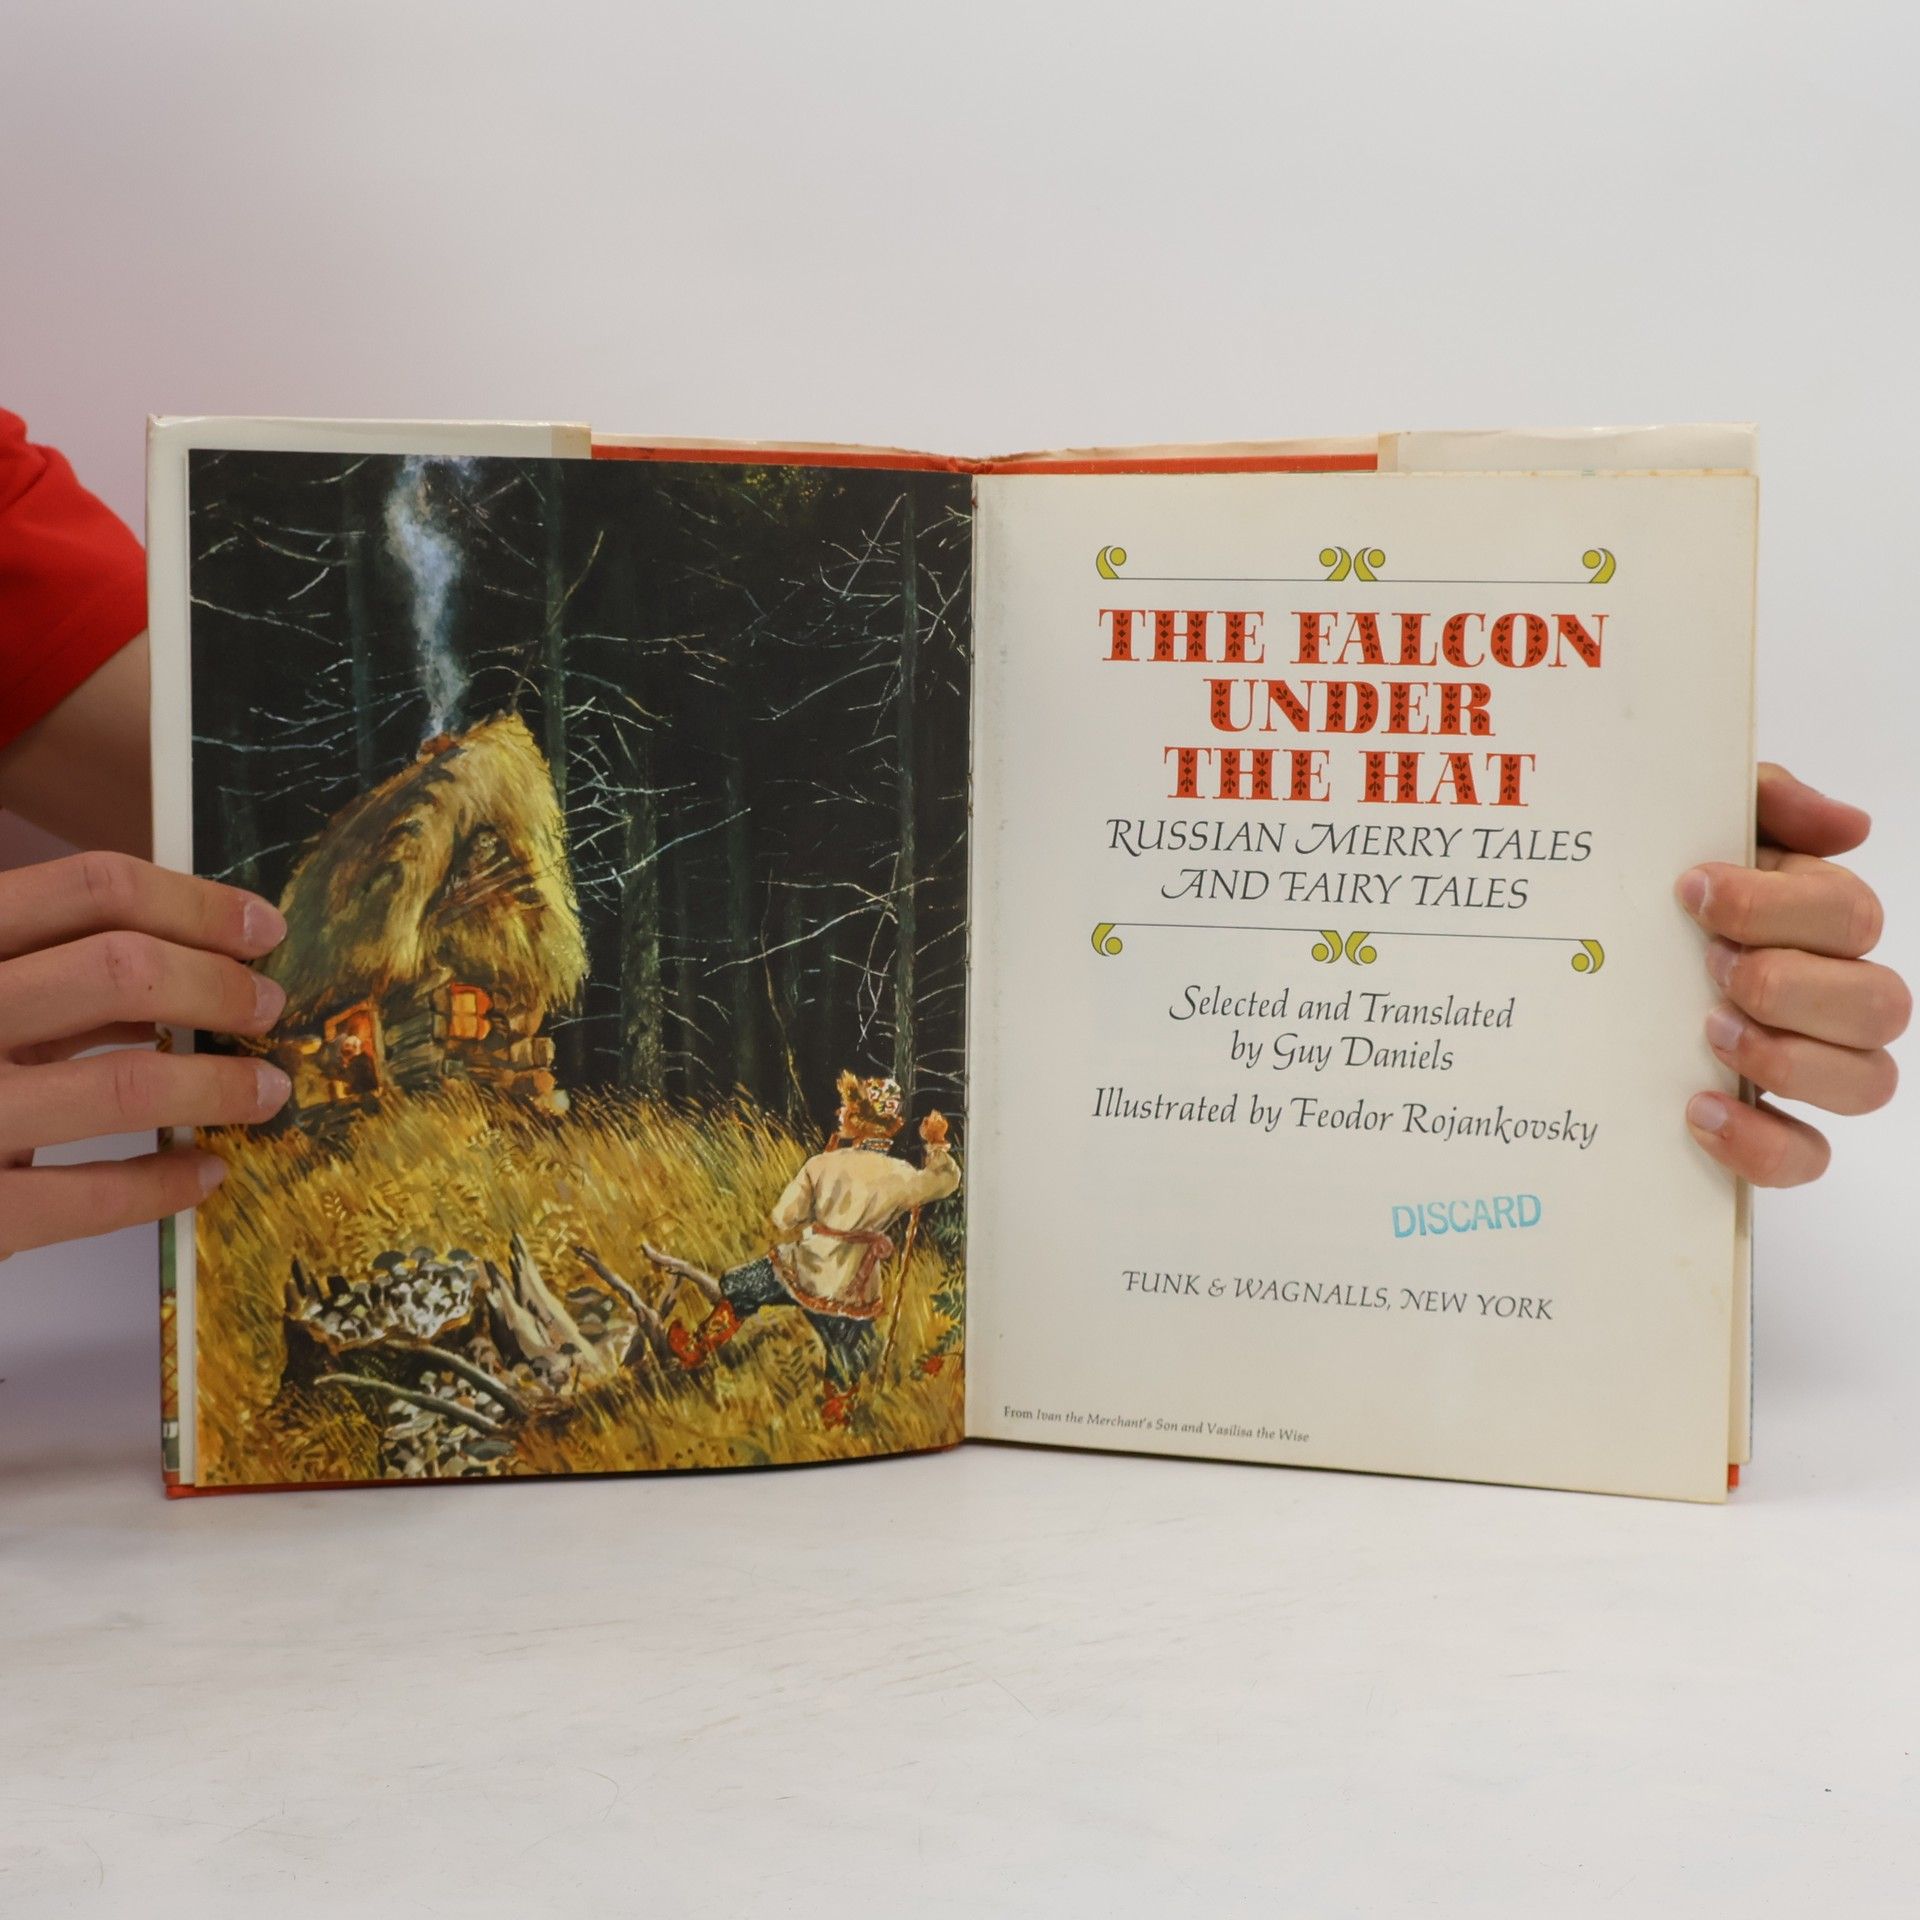 THE FALCON
UNDER
THE HAT
RUSSIAN MERRY TALES
AND FAIRY TALES
Selected and Translated
by Guy Daniels
Illustrated by Feodor Rojankovsky
DISCARD
FUNK & WAGNALLS, NEW YORK
From Ivan the Merchant's Son and Vasilisa the Wise